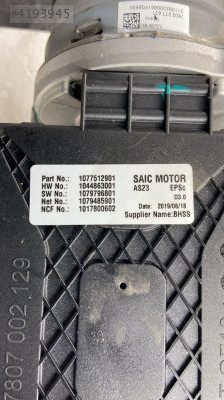 #4193945
Part No.: 1077512901
HW No.: 1044863001
SW No.: 1079796801
Net No.: 1079485901
NCF No.: 1017800602
SAIC MOTOR
AS23 EPSc
D3.0
Date: 2019/06/18
Supplier Name:BHSS
7807 002 129